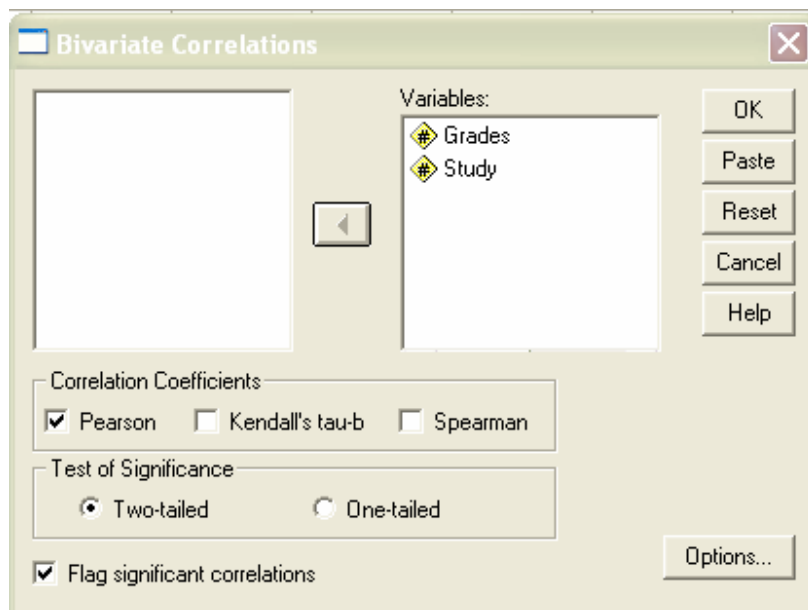 Bivariate Correlations
Variables:
# Grades
# Study
OK
Paste
Reset
Cancel
Help
Correlation Coefficients
Pearson Kendall's tau-b Spearman
Test of Significance
Two-tailed One-tailed
Flag significant correlations
Options...